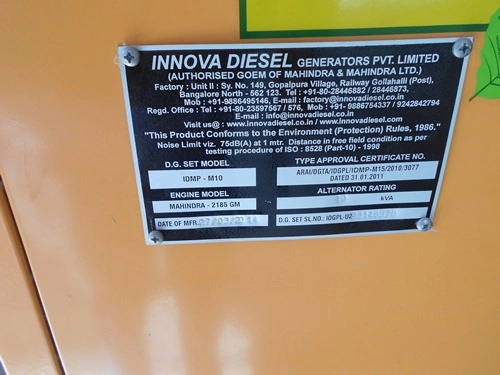 INNOVA DIESEL GENERATORS PVT. LIMITED
(AUTHORISED GOEM OF MAHINDRA & MAHINDRA LTD.)
Factory : Unit II : Sy. No. 149, Gopalpura Village, Railway Gollahalli (Post),
Bangalore North - 562 123. Tel : +91-80-28446882 / 28446873,
Mob : +91-9886495146, E-mail : factory@innovadiesel.co.in
Regd. Office : Tel : +91-80-23597567 / 576, Mob : +91- 9886754337 / 9242842794
E-mail : info@innovadiesel.co.in
Visit us@ : www.innovadiesel.co.in / www.innovadiesel.com
"This Product Conforms to the Environment (Protection) Rules, 1986."
Noise Limit viz. 75dB(A) at 1 mtr. Distance in free field condition as per
testing procedure of ISO : 8528 (Part-10) - 1998
D.G. SET MODEL
IDMP - M10
ENGINE MODEL
MAHINDRA - 2185 GM
DATE OF MFR.
TYPE APPROVAL CERTIFICATE NO.
ARAI/DGTA/IDGPL/IDMP-M15/2010/3077
DATED 31.01.2011
ALTERNATOR RATING
kVA
D.G. SET SL.NO.: IDGPL-U2-